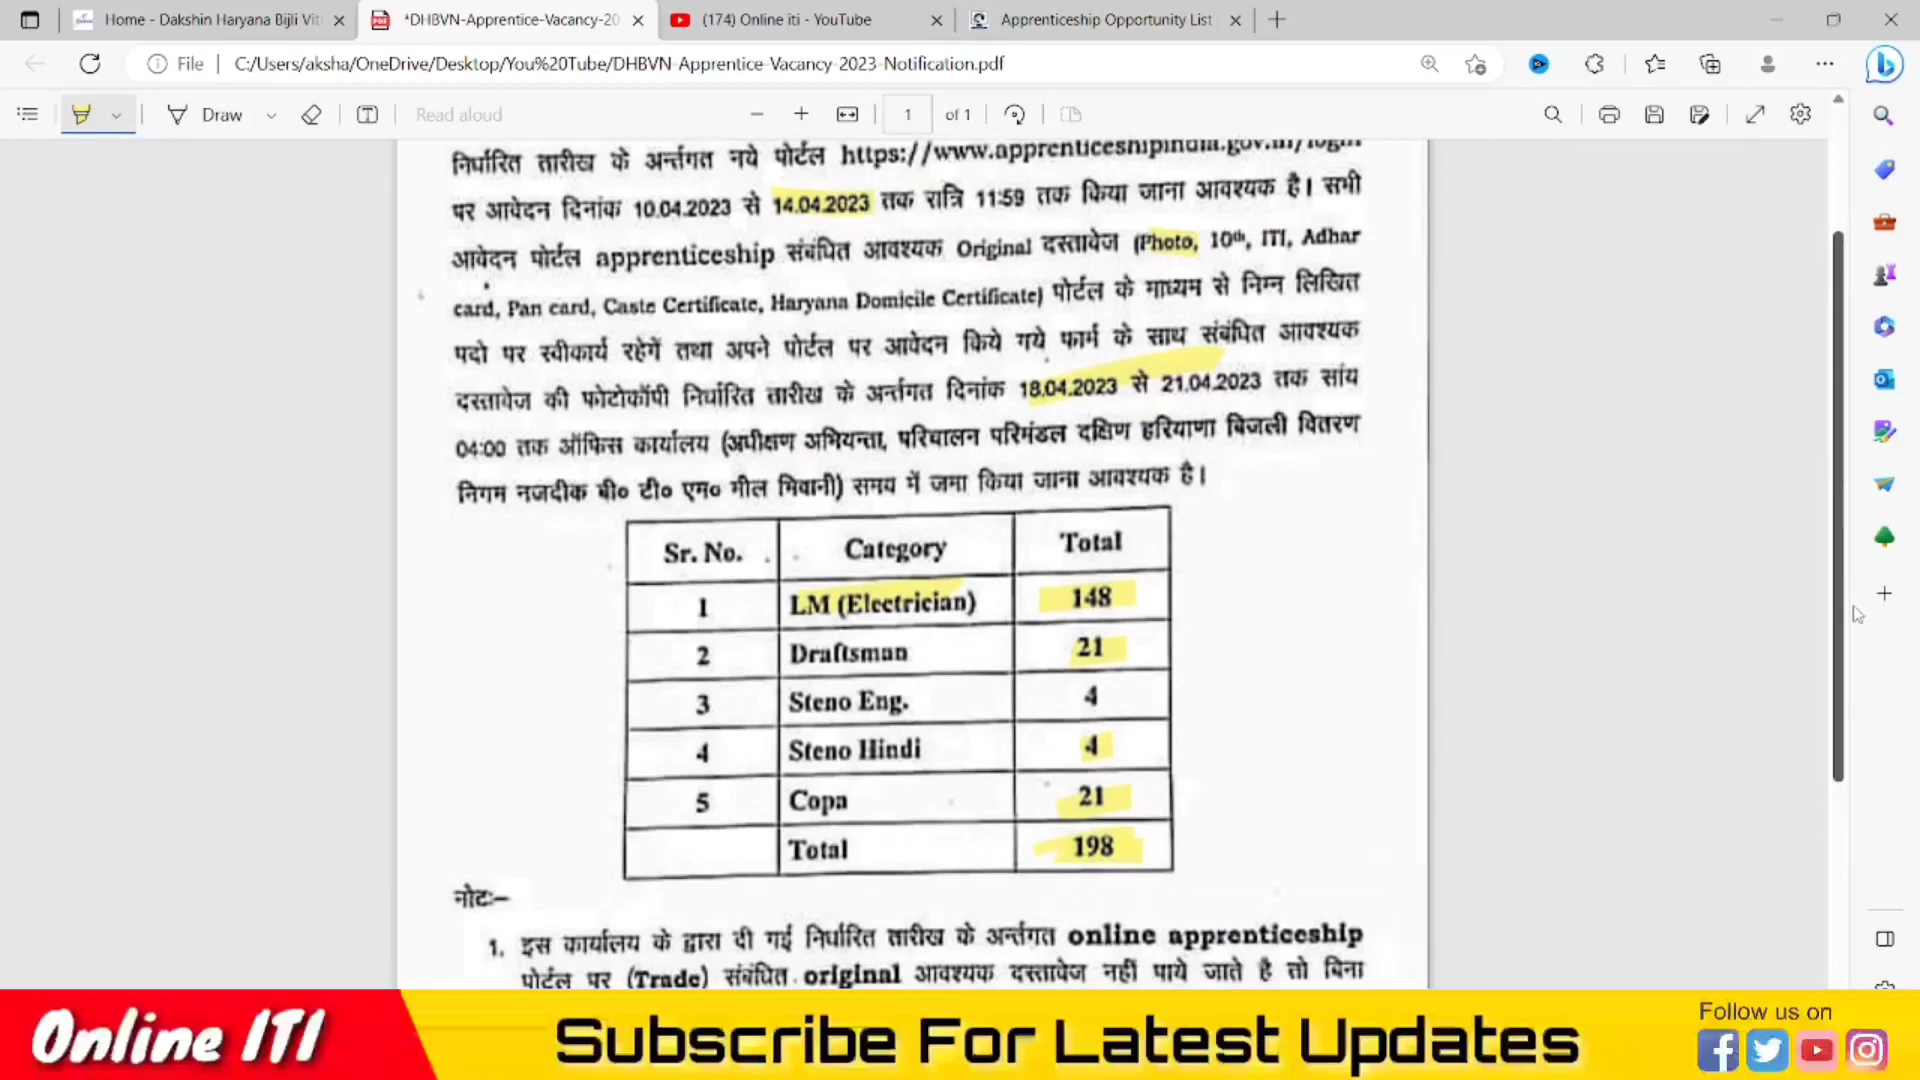 Home - Dakshin Haryana Bijli Vit
*DHBVN-Apprentice-Vacancy-20
(174) Online iti - YouTube
Apprenticeship Opportunity List
File
C:/Users/aksha/OneDrive/Desktop/You%20Tube/DHBVN-Apprentice-Vacancy-2023-Notification.pdf
Draw
Read aloud
1 of 1
निर्धारित तारीख के अर्न्तगत नये पोर्टल https://www.apprenticeshipindia.gov.in/login
पर आवेदन दिनांक 10.04.2023 से 14.04.2023 तक रात्रि 11:59 तक किया जाना आवश्यक है। सभी
आवेदन पोर्टल apprenticeship संबंधित आवश्यक Original दस्तावेज (Photo, 10th, ITI, Adhar
card, Pan card, Caste Certificate, Haryana Domicile Certificate) पोर्टल के माध्यम से निम्न लिखित
पदो पर स्वीकार्य रहेगें तथा अपने पोर्टल पर आवेदन किये गये फार्म के साथ संबंधित आवश्यक
दस्तावेज की फोटोकॉपी निर्धारित तारीख के अर्न्तगत दिनांक 18.04.2023 से 21.04.2023 तक सांय
04:00 तक ऑफिस कार्यालय (अधीक्षण अभियन्ता, परिचालन परिमंडल दक्षिण हरियाणा बिजली वितरण
निगम नजदीक बी० टी० एम० मील भिवानी) समय में जमा किया जाना आवश्यक है।
Sr. No. Category Total
1 LM (Electrician) 148
2 Draftsman 21
3 Steno Eng. 4
4 Steno Hindi 4
5 Copa 21
Total 198
नोटः–
1. इस कार्यालय के द्वारा दी गई निर्धारित तारीख के अर्न्तगत online apprenticeship
पोर्टल पर (Trade) संबंधित original आवश्यक दस्तावेज नहीं पाये जाते है तो बिना
Online ITI
Subscribe For Latest Updates
Follow us on